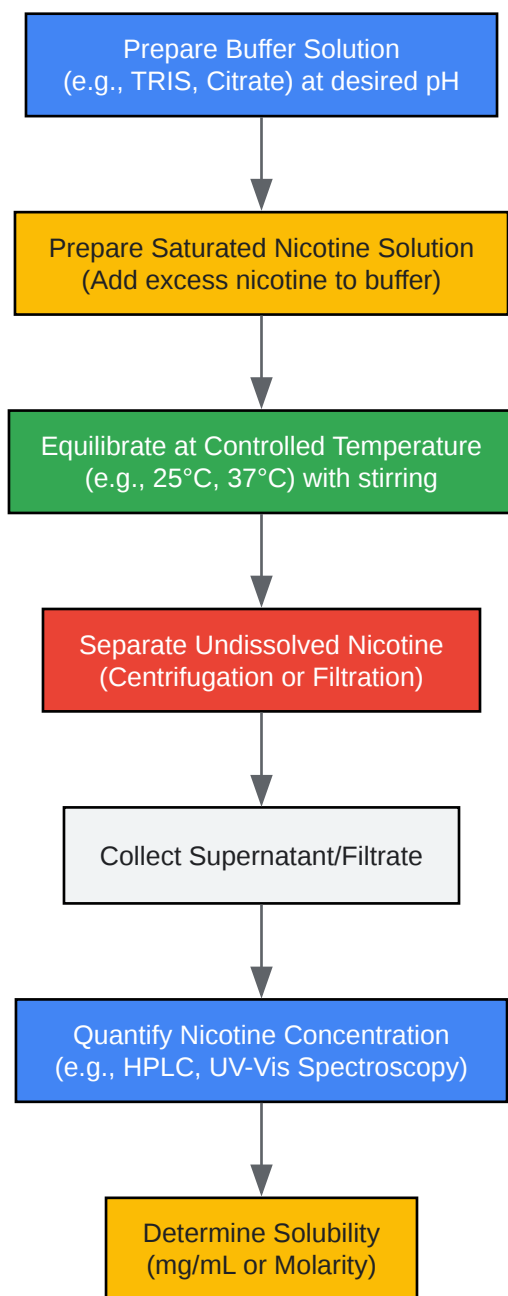 Prepare Buffer Solution
(e.g., TRIS, Citrate) at desired pH
Prepare Saturated Nicotine Solution
(Add excess nicotine to buffer)
Equilibrate at Controlled Temperature
(e.g., 25°C, 37°C) with stirring
Separate Undissolved Nicotine
(Centrifugation or Filtration)
Collect Supernatant/Filtrate
Quantify Nicotine Concentration
(e.g., HPLC, UV-Vis Spectroscopy)
Determine Solubility
(mg/mL or Molarity)